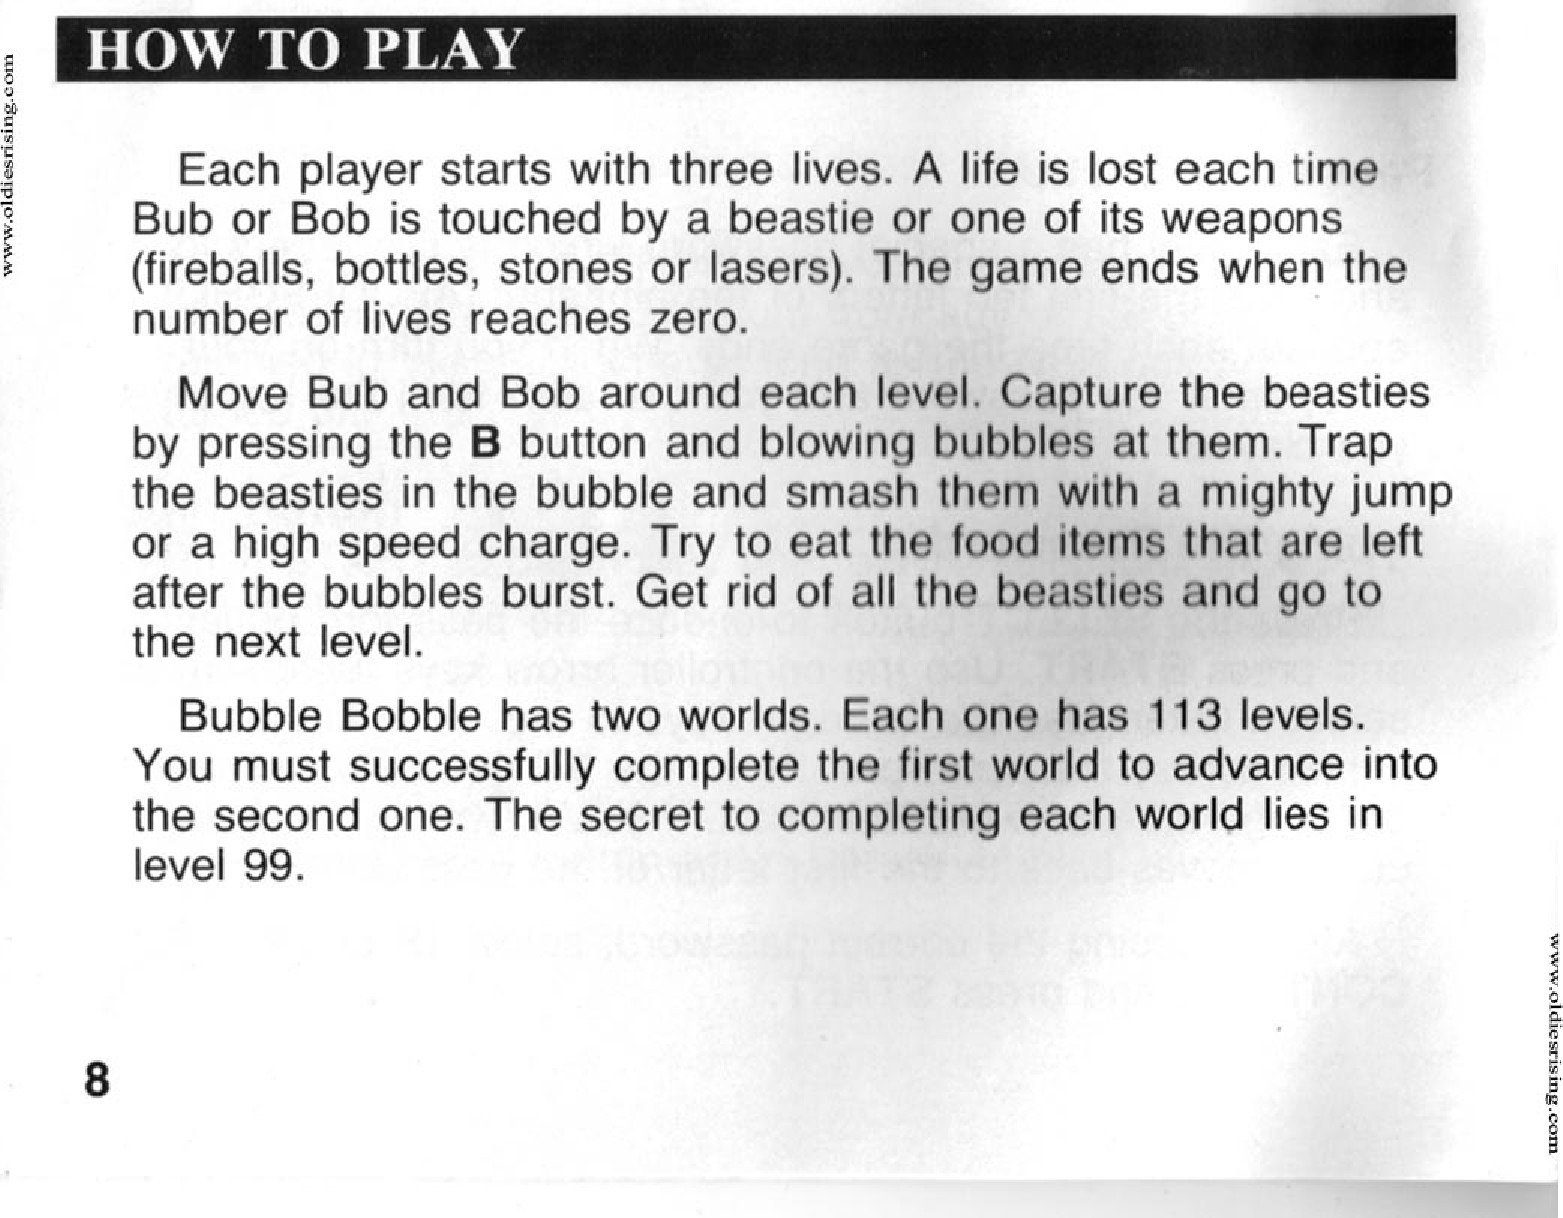 HOW TO PLAY
Each player starts with three lives. A life is lost each time
Bub or Bob is touched by a beastie or one of its weapons
(fireballs, bottles, stones or lasers). The game ends when the
number of lives reaches zero.
Move Bub and Bob around each level. Capture the beasties
by pressing the B button and blowing bubbles at them. Trap
the beasties in the bubble and smash them with a mighty jump
or a high speed charge. Try to eat the food items that are left
after the bubbles burst. Get rid of all the beasties and go to
the next level.
Bubble Bobble has two worlds. Each one has 113 levels.
You must successfully complete the first world to advance into
the second one. The secret to completing each world lies in
level 99.
8
www.oldiesrising.com
www.oldiesrising.com